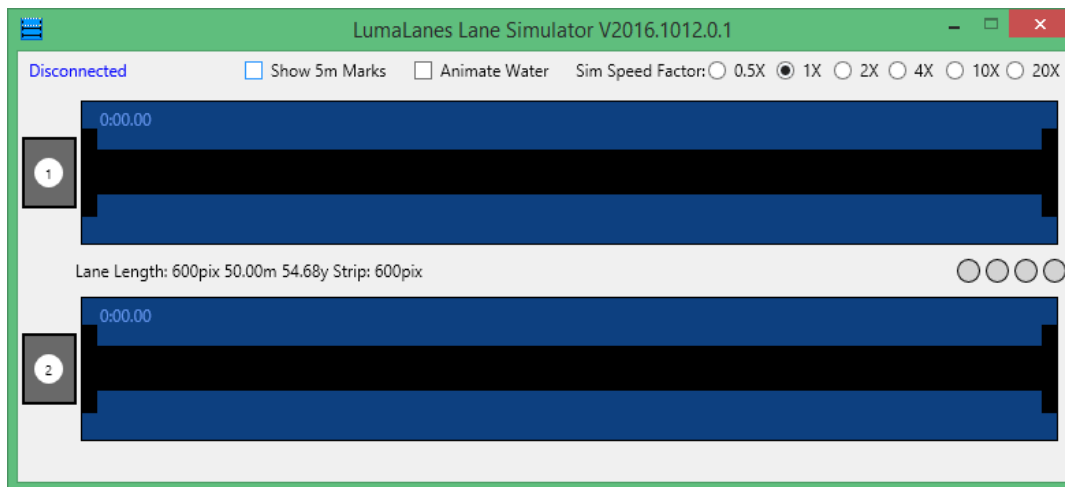 LumaLanes Lane Simulator V2016.1012.0.1
Disconnected Show 5m Marks Animate Water Sim Speed Factor: 0.5X 1X 2X 4X 10X 20X
0:00.00
1
Lane Length: 600pix 50.00m 54.68y Strip: 600pix
0:00.00
2